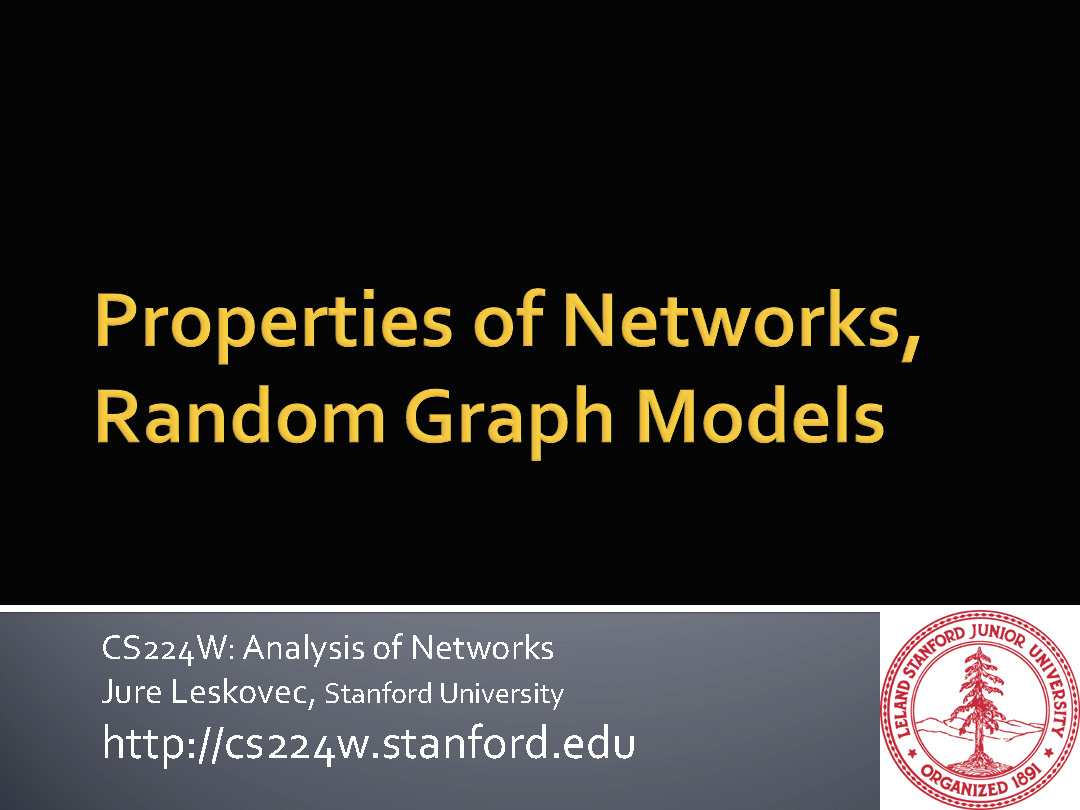 Properties of Networks,
Random Graph Models
CS224W: Analysis of Networks
Jure Leskovec, Stanford University
http://cs224w.stanford.edu
LELAND STANFORD JUNIOR UNIVERSITY
ORGANIZED 1891